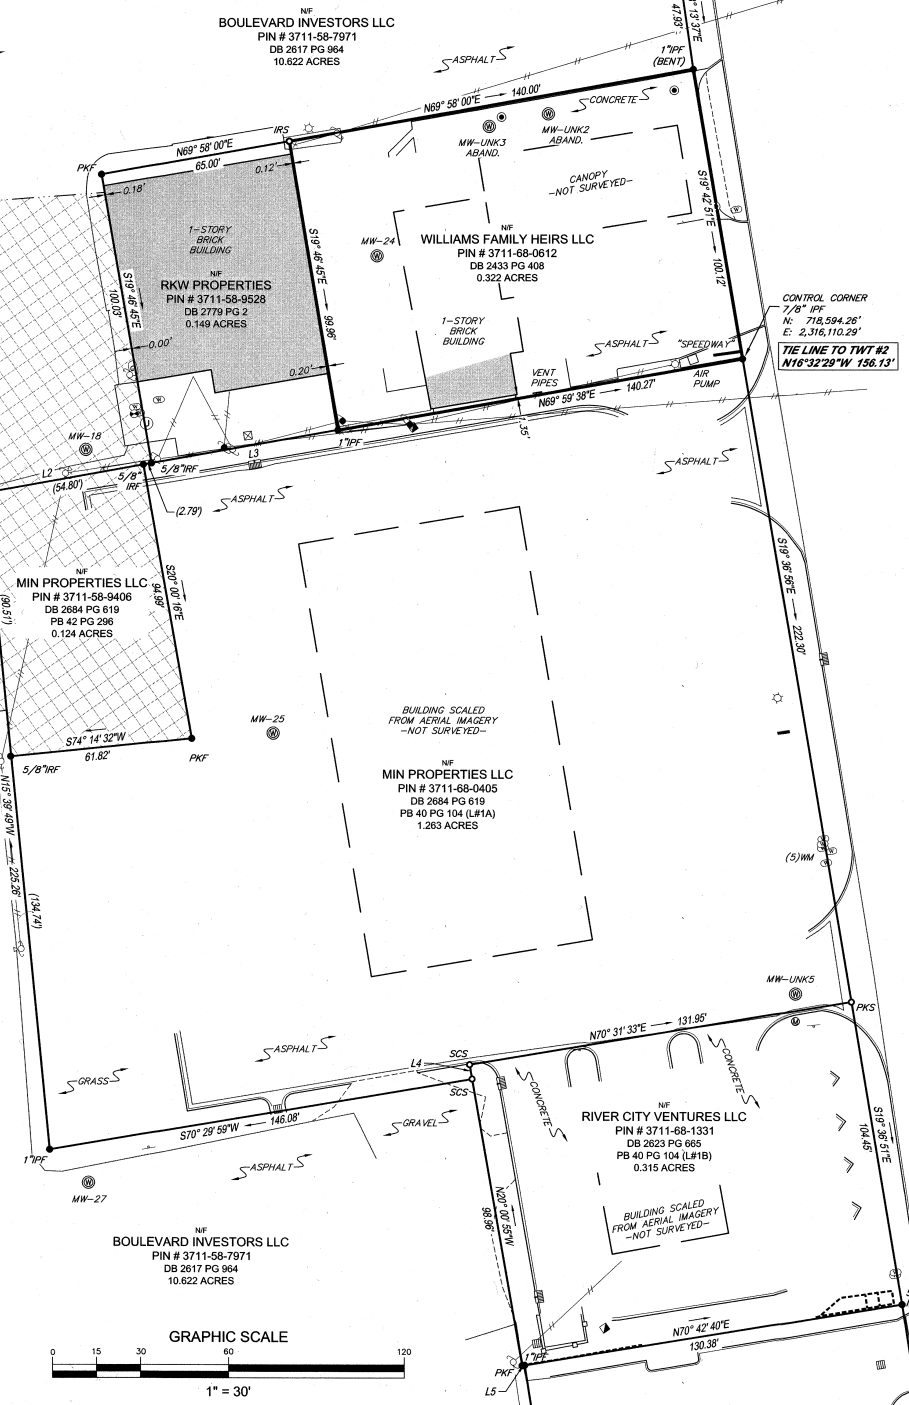 N/F
BOULEVARD INVESTORS LLC
PIN # 3711-58-7971
DB 2617 PG 964
10.622 ACRES
ASPHALT
47.93'
13' 37"E
1"IPF
(BENT)
N69° 58' 00"E
140.00'
CONCRETE
IRS
N69° 58' 00"E
65.00'
PKF
0.12'
0.18'
MW-UNK3
ABAND.
MW-UNK2
ABAND.
CANOPY
-NOT SURVEYED-
S19° 42' 51"E
100.12'
1-STORY
BRICK
BUILDING
N/F
RKW PROPERTIES
PIN # 3711-58-9528
DB 2779 PG 2
0.149 ACRES
S19° 46' 45"E
100.03'
0.00'
0.20'
S19° 46' 45"E
99.96'
MW-24
N/F
WILLIAMS FAMILY HEIRS LLC
PIN # 3711-68-0612
DB 2433 PG 408
0.322 ACRES
1-STORY
BRICK
BUILDING
ASPHALT
"SPEEDWAY"
VENT
PIPES
AIR
PUMP
CONTROL CORNER
7/8" IPF
N: 718,594.26'
E: 2,316,110.29'
TIE LINE TO TWT #2
N16°32'29"W 156.13'
N69° 59' 38"E
140.27'
1.35'
1"IPF
L3
MW-18
L2
(54.80')
5/8"
IRF
5/8"IRF
(2.79')
ASPHALT
ASPHALT
N/F
MIN PROPERTIES LLC
PIN # 3711-58-9406
DB 2684 PG 619
PB 42 PG 296
0.124 ACRES
(90.51')
S20° 00' 16"E
94.99'
S19° 36' 56"E
222.30'
S74° 14' 32"W
61.82'
5/8"IRF
PKF
MW-25
BUILDING SCALED
FROM AERIAL IMAGERY
-NOT SURVEYED-
N/F
MIN PROPERTIES LLC
PIN # 3711-68-0405
DB 2684 PG 619
PB 40 PG 104 (L#1A)
1.263 ACRES
N15° 39' 49"W
225.26'
(134.74')
(5)WM
MW-UNK5
PKS
N70° 31' 33"E
131.95'
SCS
L4
SCS
ASPHALT
GRASS
S70° 29' 59"W
146.08'
GRAVEL
CONCRETE
CONCRETE
1"IPF
ASPHALT
MW-27
N/F
RIVER CITY VENTURES LLC
PIN # 3711-68-1331
DB 2623 PG 665
PB 40 PG 104 (L#1B)
0.315 ACRES
S19° 36' 51"E
104.45'
N20° 00' 55"W
98.96'
BUILDING SCALED
FROM AERIAL IMAGERY
-NOT SURVEYED-
N/F
BOULEVARD INVESTORS LLC
PIN # 3711-58-7971
DB 2617 PG 964
10.622 ACRES
N70° 42' 40"E
130.38'
1"IPF
PKF
L5
GRAPHIC SCALE
0 15 30 60 120
1" = 30'